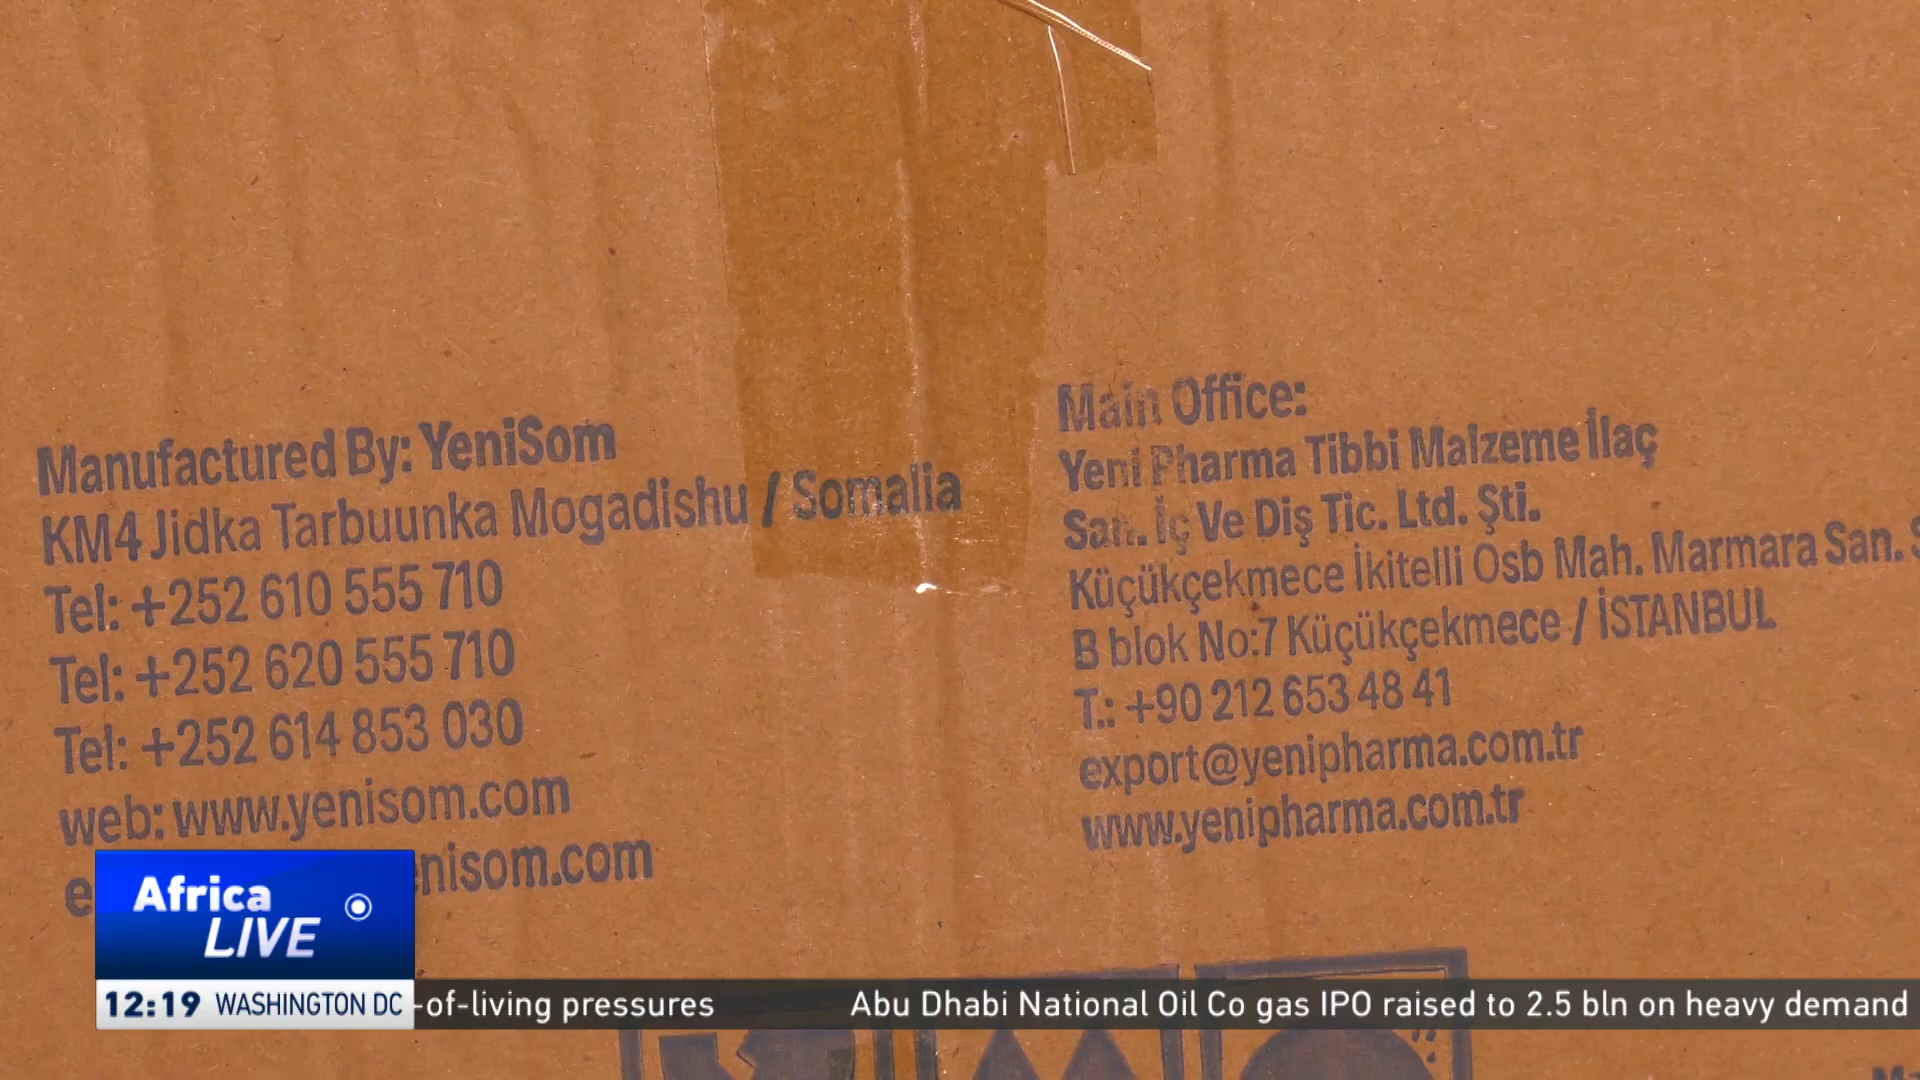 Manufactured By: YeniSom
KM4 Jidka Tarbuunka Mogadishu / Somalia
Tel: +252 610 555 710
Tel: +252 620 555 710
Tel: +252 614 853 030
web: www.yenisom.com
enisom.com
Main Office:
Yeni Pharma Tibbi Malzeme İlaç
San. İç Ve Diş Tic. Ltd. Şti.
Küçükçekmece İkitelli Osb Mah. Marmara San.
B blok No:7 Küçükçekmece / İSTANBUL
T.: +90 212 653 48 41
export@yenipharma.com.tr
www.yenipharma.com.tr
Africa
LIVE
12:19 WASHINGTON DC
-of-living pressures Abu Dhabi National Oil Co gas IPO raised to 2.5 bln on heavy demand